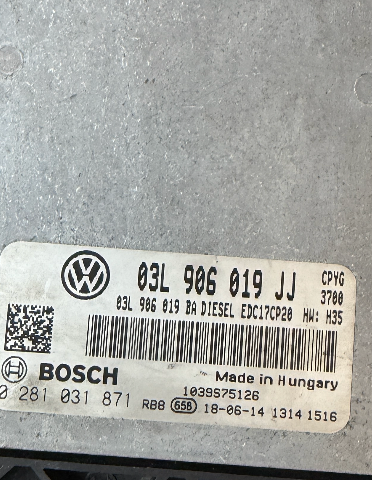 03L 906 019 JJ CPYG
3700
03L 906 019 BA DIESEL EDC17CP20 HW: H35
BOSCH
Made in Hungary
1039S75126
0 281 031 871 RB8 658 18-06-14 1314 1516